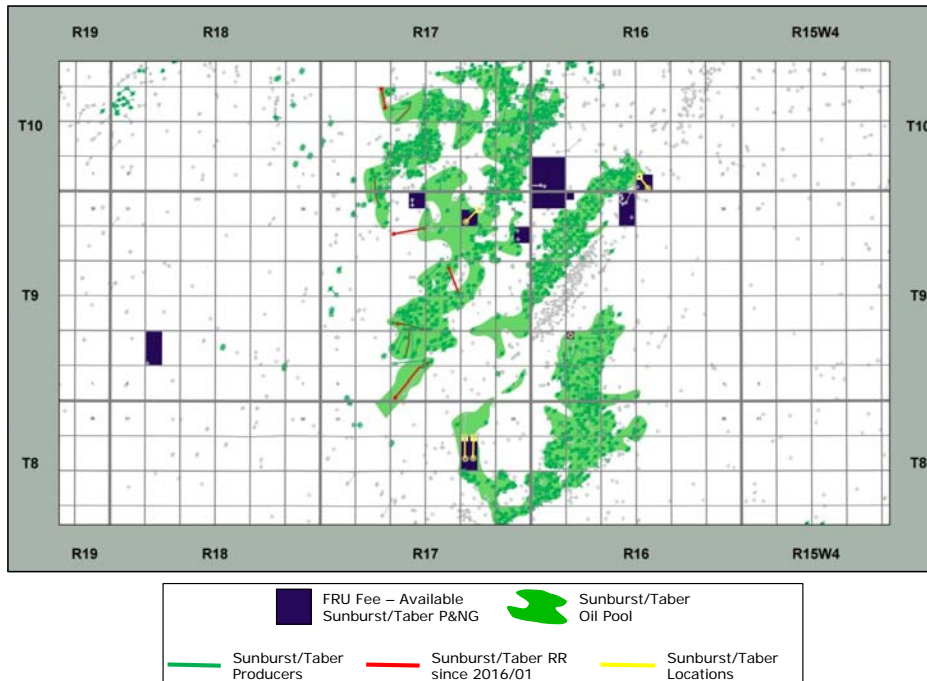 R19 R18 R17 R16 R15W4
T10 T10
T9 T9
T8 T8
R19 R18 R17 R16 R15W4
FRU Fee – Available
Sunburst/Taber P&NG
Sunburst/Taber
Oil Pool
Sunburst/Taber
Producers
Sunburst/Taber RR
since 2016/01
Sunburst/Taber
Locations